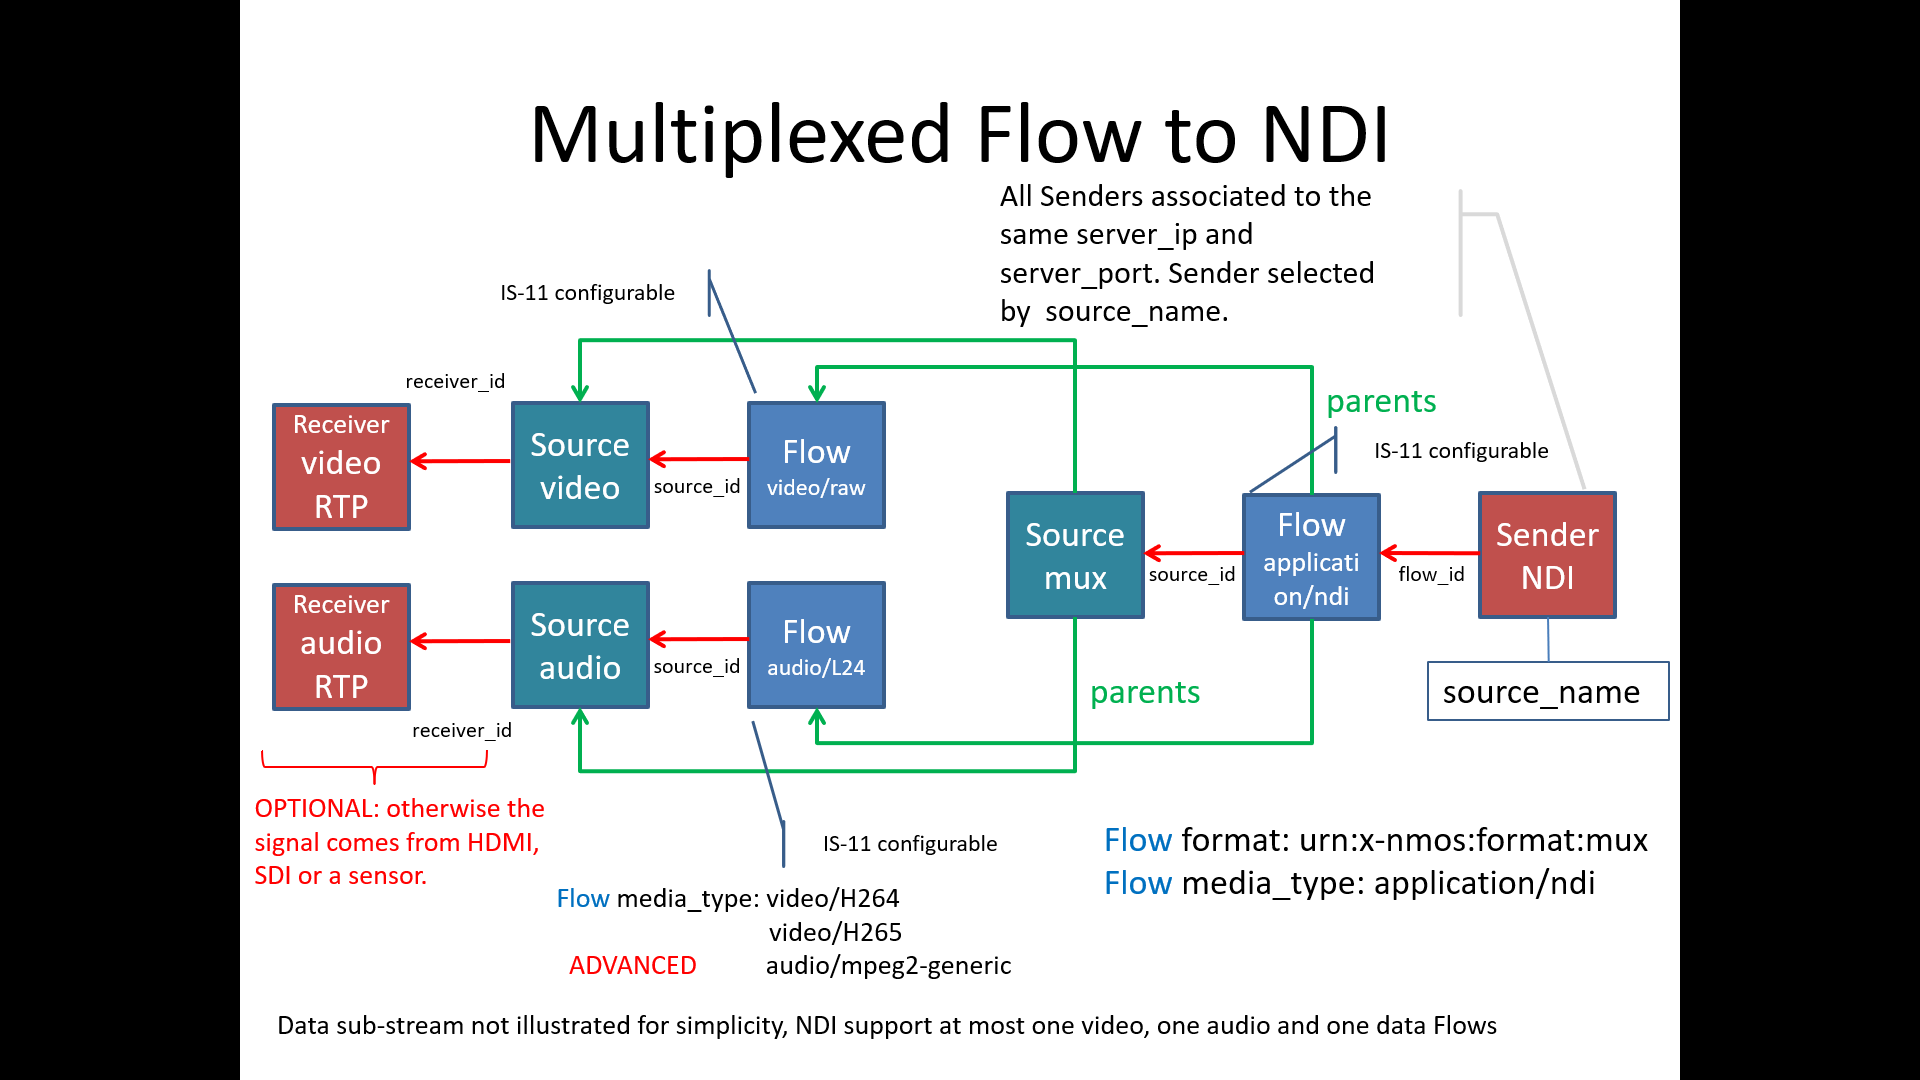 Multiplexed Flow to NDI
All Senders associated to the
same server_ip and
server_port. Sender selected
by  source_name.
IS-11 configurable
receiver_id
parents
Receiver
video
RTP
Source
video
source_id
Flow
video/raw
IS-11 configurable
Source
mux
source_id
Flow
applicati
on/ndi
flow_id
Sender
NDI
Receiver
audio
RTP
Source
audio
source_id
Flow
audio/L24
parents
source_name
receiver_id
OPTIONAL: otherwise the
signal comes from HDMI,
SDI or a sensor.
IS-11 configurable
Flow format: urn:x-nmos:format:mux
Flow media_type: application/ndi
Flow media_type: video/H264
video/H265
ADVANCED audio/mpeg2-generic
Data sub-stream not illustrated for simplicity, NDI support at most one video, one audio and one data Flows